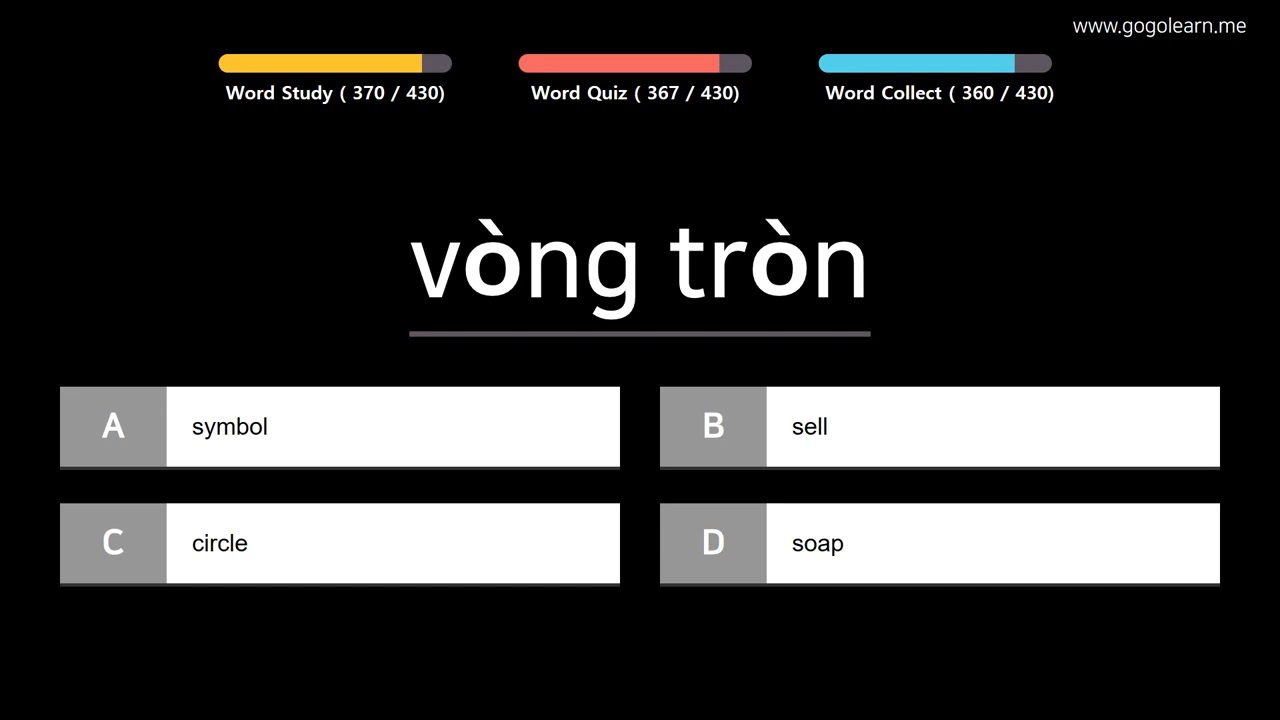 www.gogolearn.me
Word Study ( 370 / 430)
Word Quiz ( 367 / 430)
Word Collect ( 360 / 430)
vòng tròn
A symbol
B sell
C circle
D soap